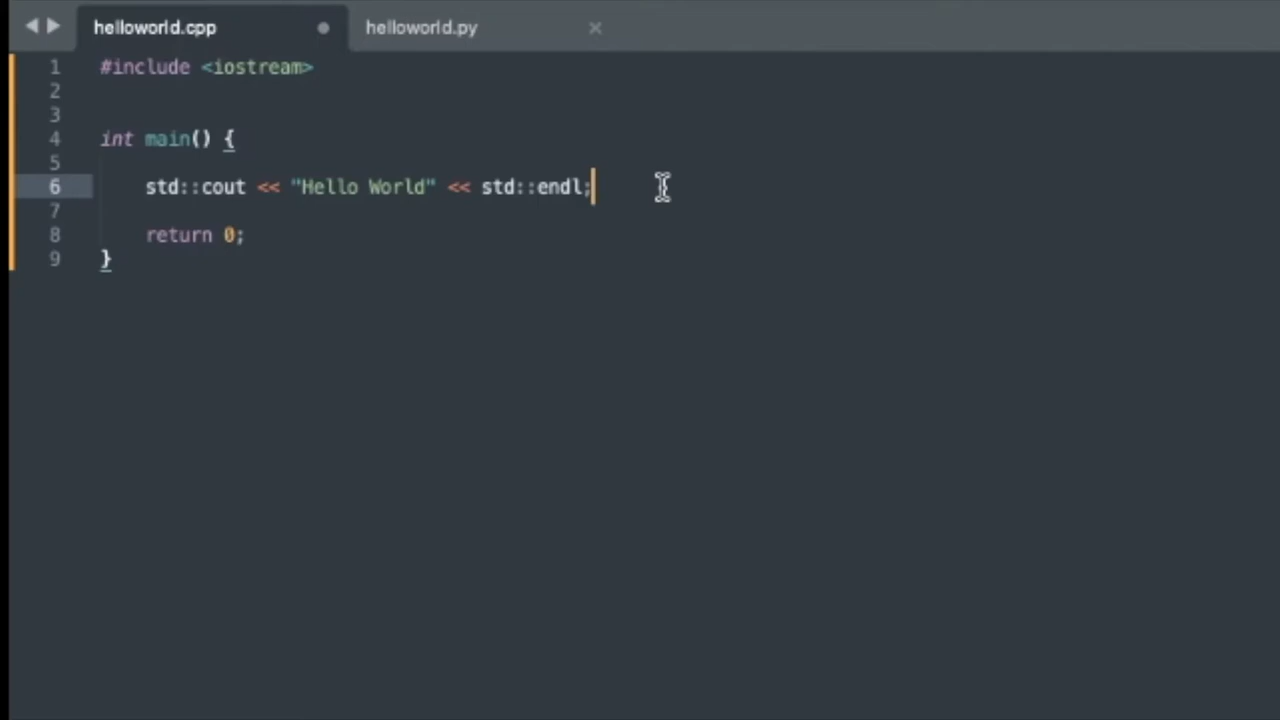 helloworld.cpp helloworld.py
1 #include <iostream>
2
3
4 int main() {
5
6 std::cout << "Hello World" << std::endl;
7
8 return 0;
9 }